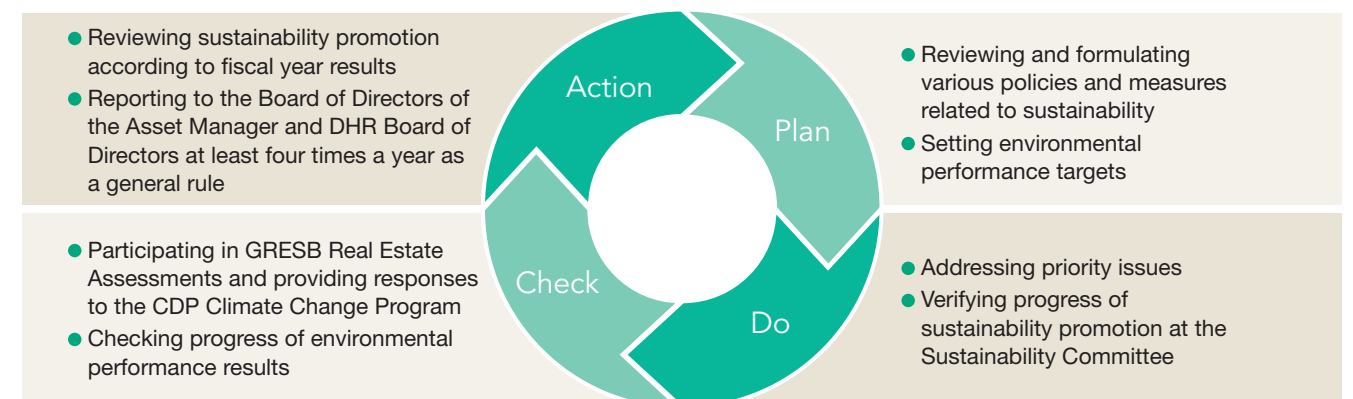 ● Reviewing sustainability promotion
according to fiscal year results
● Reporting to the Board of Directors of
the Asset Manager and DHR Board of
Directors at least four times a year as
a general rule
Action
Plan
● Reviewing and formulating
various policies and measures
related to sustainability
● Setting environmental
performance targets
● Participating in GRESB Real Estate
Assessments and providing responses
to the CDP Climate Change Program
● Checking progress of environmental
performance results
Check
Do
● Addressing priority issues
● Verifying progress of
sustainability promotion at the
Sustainability Committee